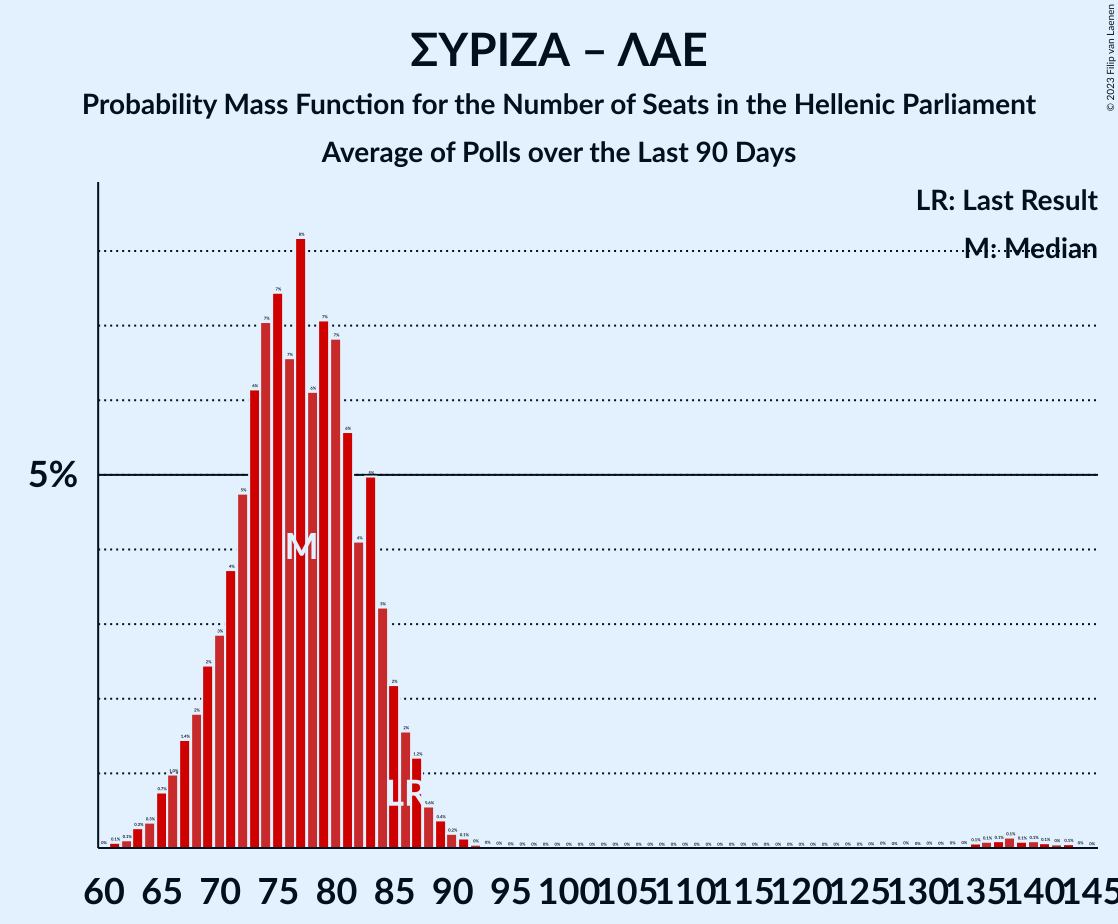 ΣΥΡΙΖΑ – ΛΑΕ
Probability Mass Function for the Number of Seats in the Hellenic Parliament
Average of Polls over the Last 90 Days
© 2023 Filip van Laenen
LR: Last Result
M: Median
5%
M
LR
60 65 70 75 80 85 90 95 100 105 110 115 120 125 130 135 140 145